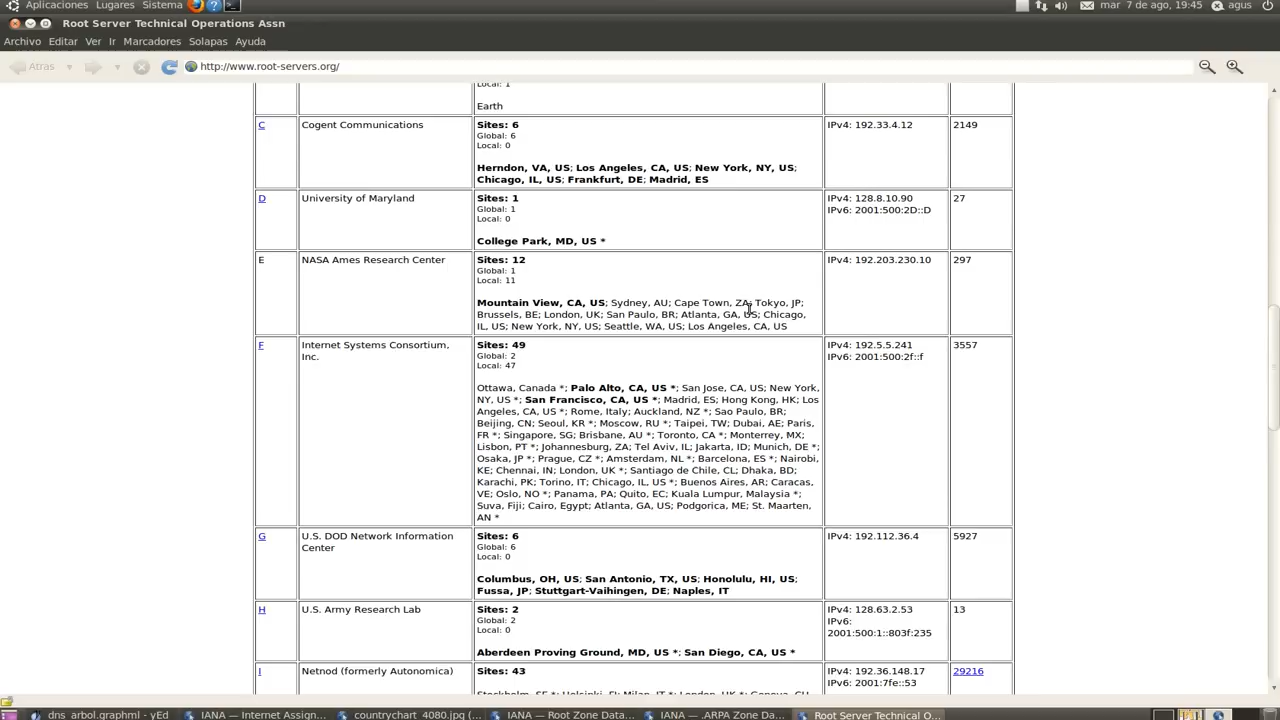 Aplicaciones Lugares Sistema mar 7 de ago, 19:45 agus
Root Server Technical Operations Assn
Archivo Editar Ver Ir Marcadores Solapas Ayuda
Atras http://www.root-servers.org/
Local: 1
Earth
C Cogent Communications Sites: 6 IPv4: 192.33.4.12 2149
Global: 6
Local: 0
Herndon, VA, US; Los Angeles, CA, US; New York, NY, US;
Chicago, IL, US; Frankfurt, DE; Madrid, ES
D University of Maryland Sites: 1 IPv4: 128.8.10.90 27
Global: 1 IPv6: 2001:500:2D::D
Local: 0
College Park, MD, US *
E NASA Ames Research Center Sites: 12 IPv4: 192.203.230.10 297
Global: 1
Local: 11
Mountain View, CA, US; Sydney, AU; Cape Town, ZA; Tokyo, JP;
Brussels, BE; London, UK; San Paulo, BR; Atlanta, GA, US; Chicago,
IL, US; New York, NY, US; Seattle, WA, US; Los Angeles, CA, US
F Internet Systems Consortium, Sites: 49 IPv4: 192.5.5.241 3557
Inc. Global: 2 IPv6: 2001:500:2f::f
Local: 47
Ottawa, Canada *; Palo Alto, CA, US *; San Jose, CA, US; New York,
NY, US *; San Francisco, CA, US *; Madrid, ES; Hong Kong, HK; Los
Angeles, CA, US *; Rome, Italy; Auckland, NZ *; Sao Paulo, BR;
Beijing, CN; Seoul, KR *; Moscow, RU *; Taipei, TW; Dubai, AE; Paris,
FR *; Singapore, SG; Brisbane, AU *; Toronto, CA *; Monterrey, MX;
Lisbon, PT *; Johannesburg, ZA; Tel Aviv, IL; Jakarta, ID; Munich, DE *;
Osaka, JP *; Prague, CZ *; Amsterdam, NL *; Barcelona, ES *; Nairobi,
KE; Chennai, IN; London, UK *; Santiago de Chile, CL; Dhaka, BD;
Karachi, PK; Torino, IT; Chicago, IL, US *; Buenos Aires, AR; Caracas,
VE; Oslo, NO *; Panama, PA; Quito, EC; Kuala Lumpur, Malaysia *;
Suva, Fiji; Cairo, Egypt; Atlanta, GA, US; Podgorica, ME; St. Maarten,
AN *
G U.S. DOD Network Information Sites: 6 IPv4: 192.112.36.4 5927
Center Global: 6
Local: 0
Columbus, OH, US; San Antonio, TX, US; Honolulu, HI, US;
Fussa, JP; Stuttgart-Vaihingen, DE; Naples, IT
H U.S. Army Research Lab Sites: 2 IPv4: 128.63.2.53 13
Global: 2 IPv6:
Local: 0 2001:500:1::803f:235
Aberdeen Proving Ground, MD, US *; San Diego, CA, US *
I Netnod (formerly Autonomica) Sites: 43 IPv4: 192.36.148.17 29216
IPv6: 2001:7fe::53
Stockholm, SE *; Helsinki, FI; Milan, IT *; London, UK *; Geneva, CH
dns_arbol.graphml - yEd IANA — Internet Assign... countrychart_4080.jpg (... IANA — Root Zone Data... IANA — .ARPA Zone Da... Root Server Technical O...